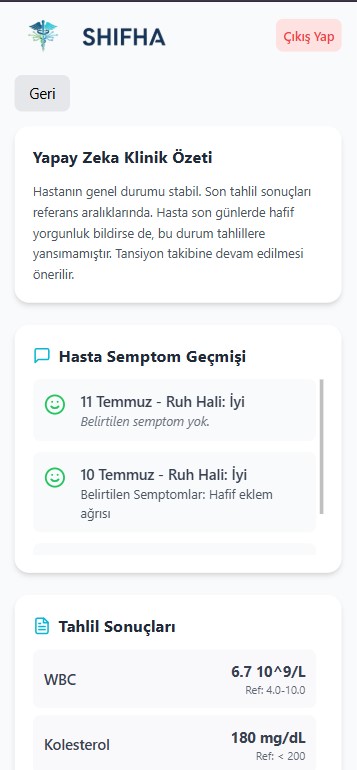 SHIFHA
Çıkış Yap
Geri
Yapay Zeka Klinik Özeti
Hastanın genel durumu stabil. Son tahlil sonuçları
referans aralıklarında. Hasta son günlerde hafif
yorgunluk bildirse de, bu durum tahlillere
yansımamıştır. Tansiyon takibine devam edilmesi
önerilir.
Hasta Semptom Geçmişi
11 Temmuz - Ruh Hali: İyi
Belirtilen semptom yok.
10 Temmuz - Ruh Hali: İyi
Belirtilen Semptomlar: Hafif eklem
ağrısı
Tahlil Sonuçları
WBC
6.7 10^9/L
Ref: 4.0-10.0
Kolesterol
180 mg/dL
Ref: < 200